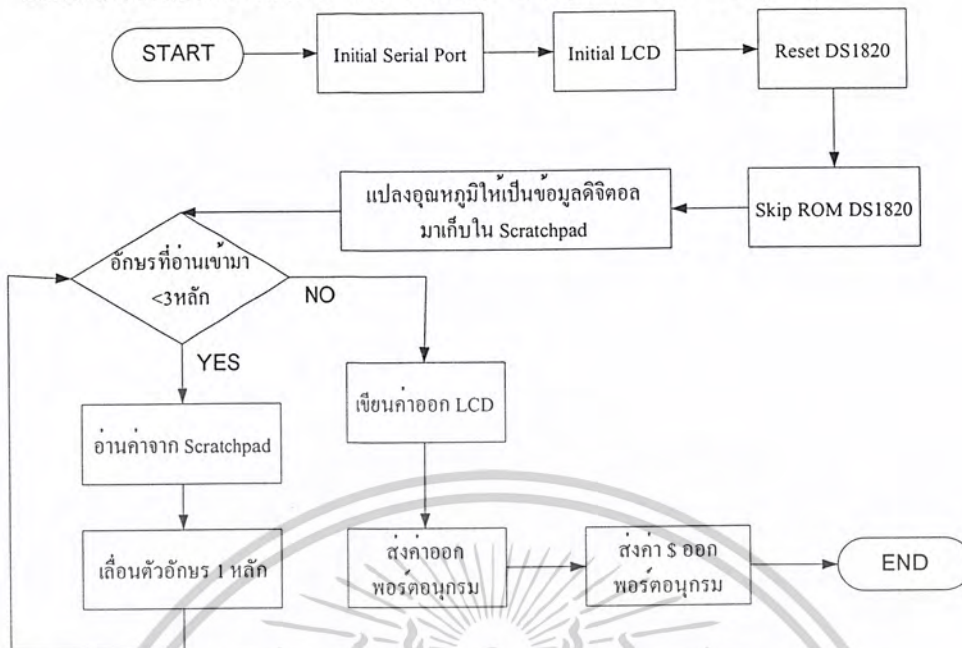 START
Initial Serial Port
Initial LCD
Reset DS1820
Skip ROM DS1820
แปลงอุณหภูมิให้เป็นข้อมูลดิจิตอล
มาเก็บใน Scratchpad
อักษรที่อ่านเข้ามา
<3หลัก
NO
YES
อ่านค่าจาก Scratchpad
เลื่อนตัวอักษร 1 หลัก
เขียนค่าออก LCD
ส่งค่าออก
พอร์ตอนุกรม
ส่งค่า $ ออก
พอร์ตอนุกรม
END